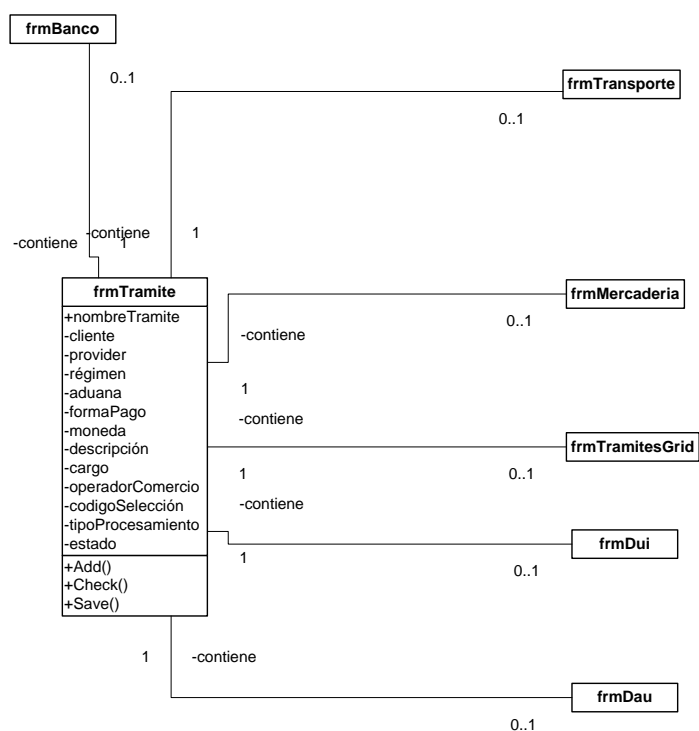 frmBanco
0..1
frmTransporte
0..1
-contiene
-contiene
1
1
frmTramite
+nombreTramite
-cliente
-provider
-régimen
-aduana
-formaPago
-moneda
-descripción
-cargo
-operadorComercio
-codigoSelección
-tipoProcesamiento
-estado
+Add()
+Check()
+Save()
frmMercaderia
0..1
-contiene
1
-contiene
frmTramitesGrid
1
0..1
-contiene
frmDui
1
0..1
1
-contiene
frmDau
0..1